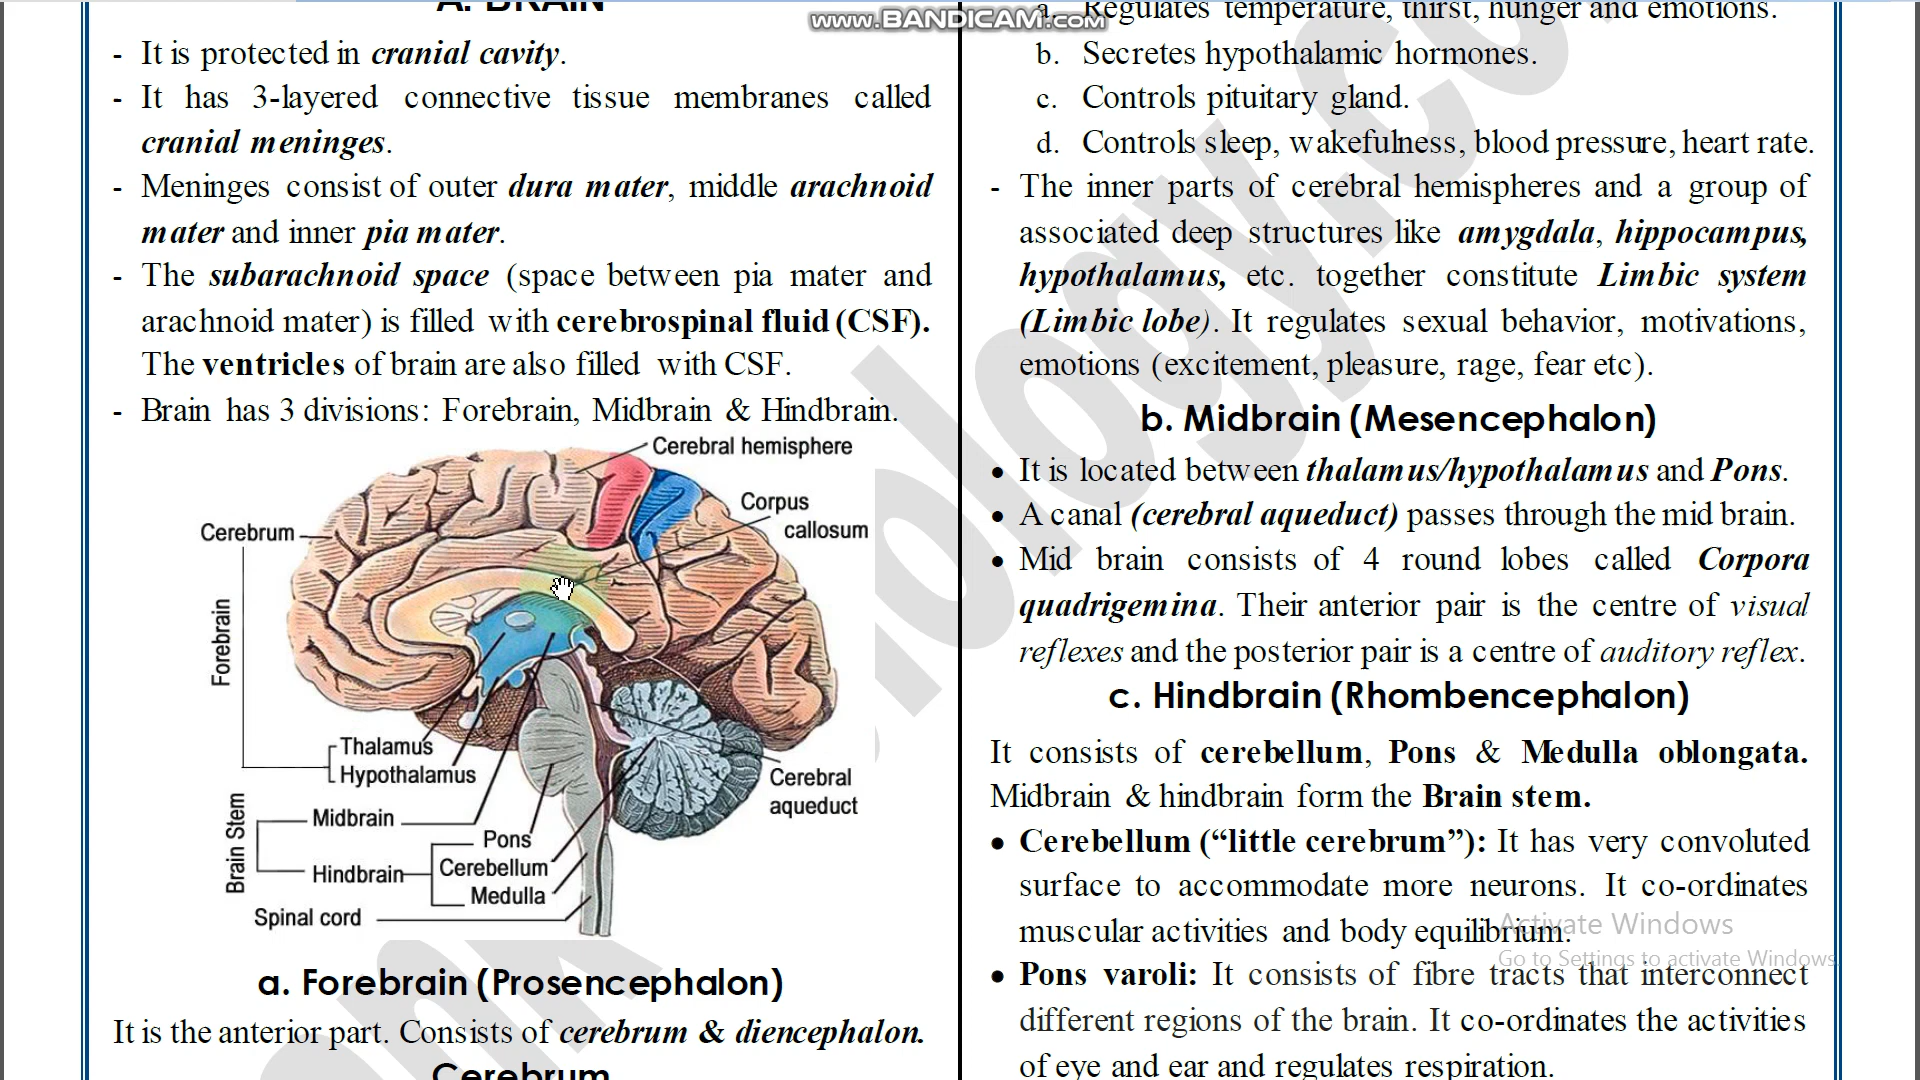 www.BANDICAM.com
A. BRAIN
- It is protected in cranial cavity.
- It has 3-layered connective tissue membranes called
cranial meninges.
- Meninges consist of outer dura mater, middle arachnoid
mater and inner pia mater.
- The subarachnoid space (space between pia mater and
arachnoid mater) is filled with cerebrospinal fluid (CSF).
The ventricles of brain are also filled with CSF.
- Brain has 3 divisions: Forebrain, Midbrain & Hindbrain.
Cerebral hemisphere
Corpus
callosum
Cerebrum
Forebrain
Thalamus
Hypothalamus
Cerebral
aqueduct
Brain Stem
Midbrain
Pons
Hindbrain
Cerebellum
Medulla
Spinal cord
a. Forebrain (Prosencephalon)
It is the anterior part. Consists of cerebrum & diencephalon.
Cerebrum
a. Regulates temperature, thirst, hunger and emotions.
b. Secretes hypothalamic hormones.
c. Controls pituitary gland.
d. Controls sleep, wakefulness, blood pressure, heart rate.
- The inner parts of cerebral hemispheres and a group of
associated deep structures like amygdala, hippocampus,
hypothalamus, etc. together constitute Limbic system
(Limbic lobe). It regulates sexual behavior, motivations,
emotions (excitement, pleasure, rage, fear etc).
b. Midbrain (Mesencephalon)
• It is located between thalamus/hypothalamus and Pons.
• A canal (cerebral aqueduct) passes through the mid brain.
• Mid brain consists of 4 round lobes called Corpora
quadrigemina. Their anterior pair is the centre of visual
reflexes and the posterior pair is a centre of auditory reflex.
c. Hindbrain (Rhombencephalon)
It consists of cerebellum, Pons & Medulla oblongata.
Midbrain & hindbrain form the Brain stem.
• Cerebellum (“little cerebrum”): It has very convoluted
surface to accommodate more neurons. It co-ordinates
muscular activities and body equilibrium.
• Pons varoli: It consists of fibre tracts that interconnect
different regions of the brain. It co-ordinates the activities
of eye and ear and regulates respiration.
Activate Windows
Go to Settings to activate Windows.